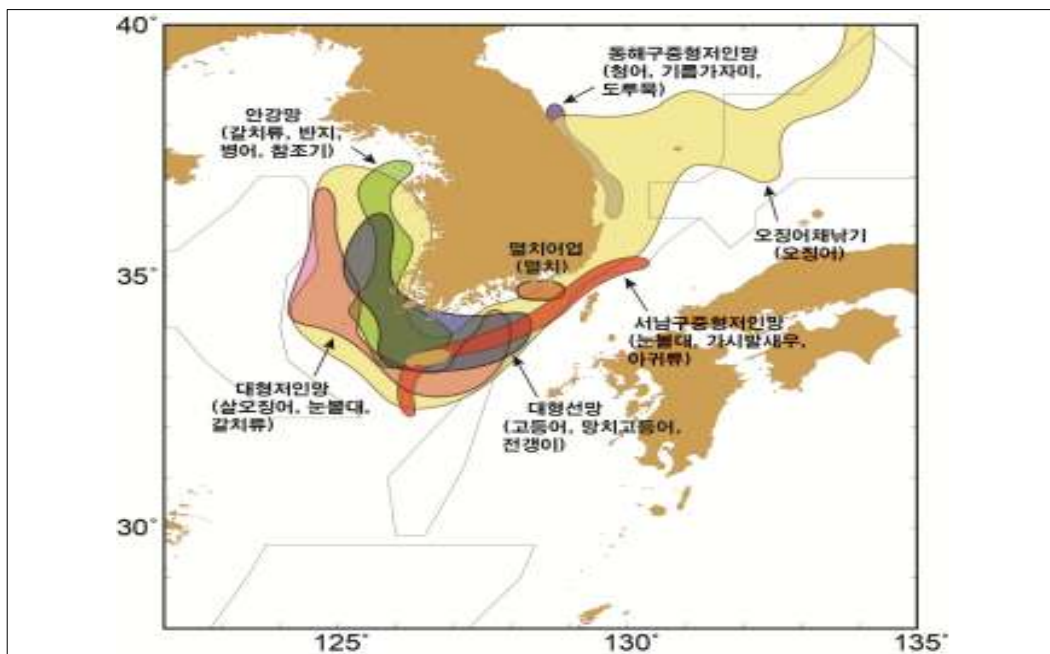 40°
동해구중형저인망
(청어, 기름가자미,
도루묵)
안강망
(갈치류, 반지,
병어, 참조기)
오징어채낚기
(오징어)
멸치어업
(멸치)
35°
서남구중형저인망
(눈볼대, 가시발새우,
아귀류)
대형저인망
(살오징어, 눈볼대,
갈치류)
대형선망
(고등어, 망치고등어,
전갱이)
30°
125°
130°
135°